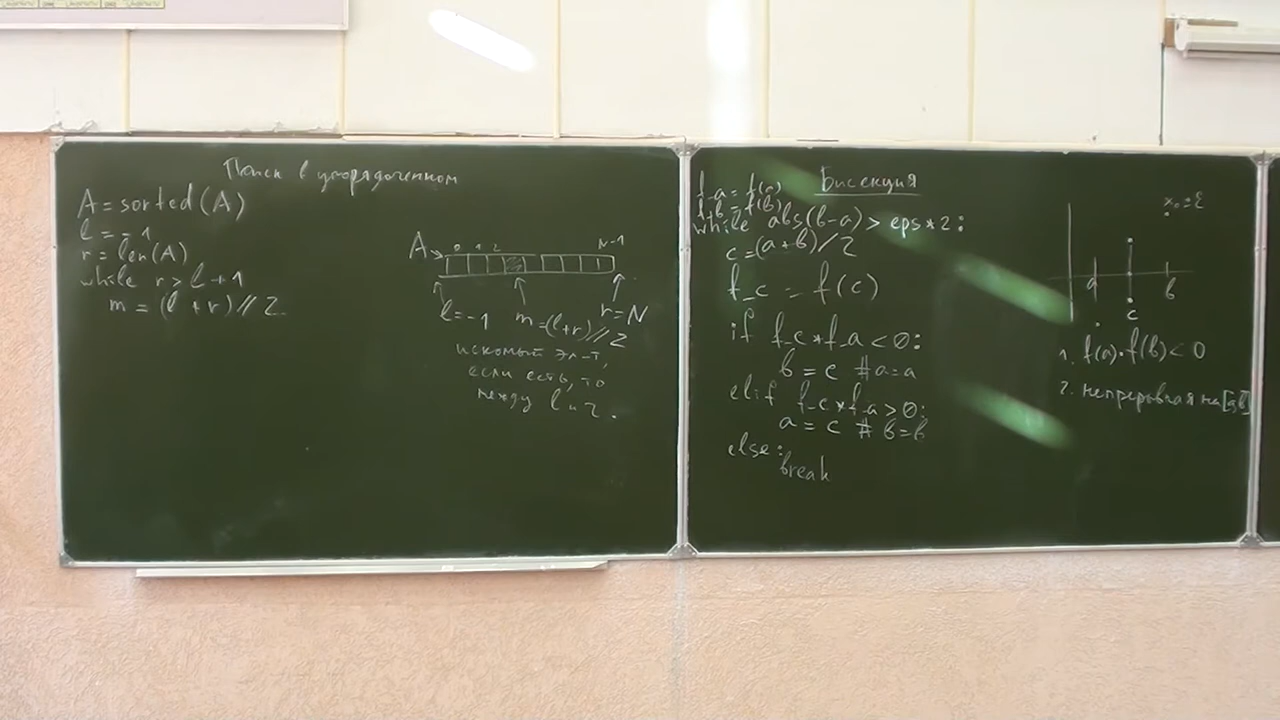 Поиск в упорядоченном
A = sorted(A)
l = -1
r = len(A)
while r > l + 1
m = (l + r) // 2
A
0 1 2 N-1
l = -1 m = (l+r)//2 r = N
искомый эл-т,
если есть, то
между l и r.
Бисекция
f_a = f(a)
f_b = f(b)
while abs(b-a) > eps*2:
c = (a+b)/2
f_c = f(c)
if f_c*f_a < 0:
b = c #a=a
elif f_c*f_a > 0:
a = c # b=b
else:
break
x₀ ± ε
a b
c
1. f(a)·f(b) < 0
2. непрерывная на [a,b]